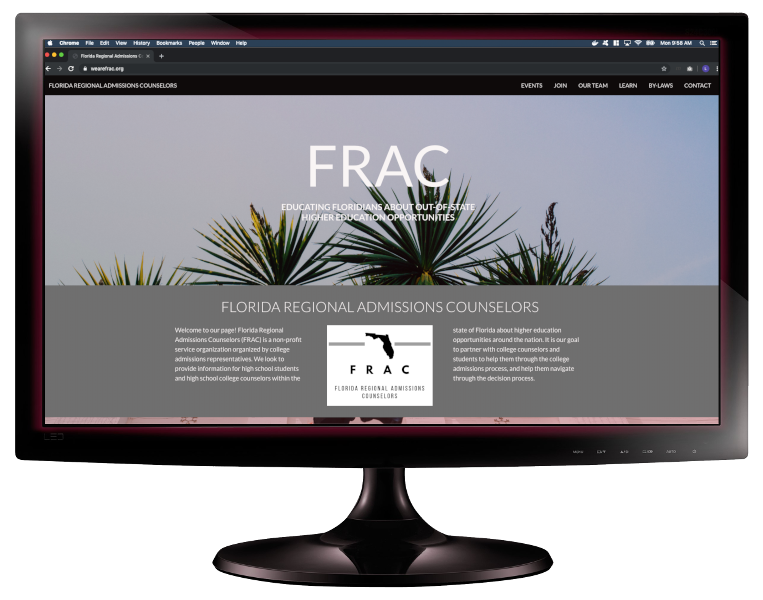 Chrome File Edit View History Bookmarks People Window Help
Mon 9:58 AM
Florida Regional Admissions C
wearefrac.org
FLORIDA REGIONAL ADMISSIONS COUNSELORS
EVENTS JOIN OUR TEAM LEARN BY-LAWS CONTACT
FRAC
EDUCATING FLORIDIANS ABOUT OUT-OF-STATE
HIGHER EDUCATION OPPORTUNITIES
FLORIDA REGIONAL ADMISSIONS COUNSELORS
Welcome to our page! Florida Regional
Admissions Counselors (FRAC) is a non-profit
service organization organized by college
admissions representatives. We look to
provide information for high school students
and high school college counselors within the
FRAC
FLORIDA REGIONAL ADMISSIONS
COUNSELORS
state of Florida about higher education
opportunities around the nation. It is our goal
to partner with college counselors and
students to help them through the college
admissions process, and help them navigate
through the decision process.
AUTO